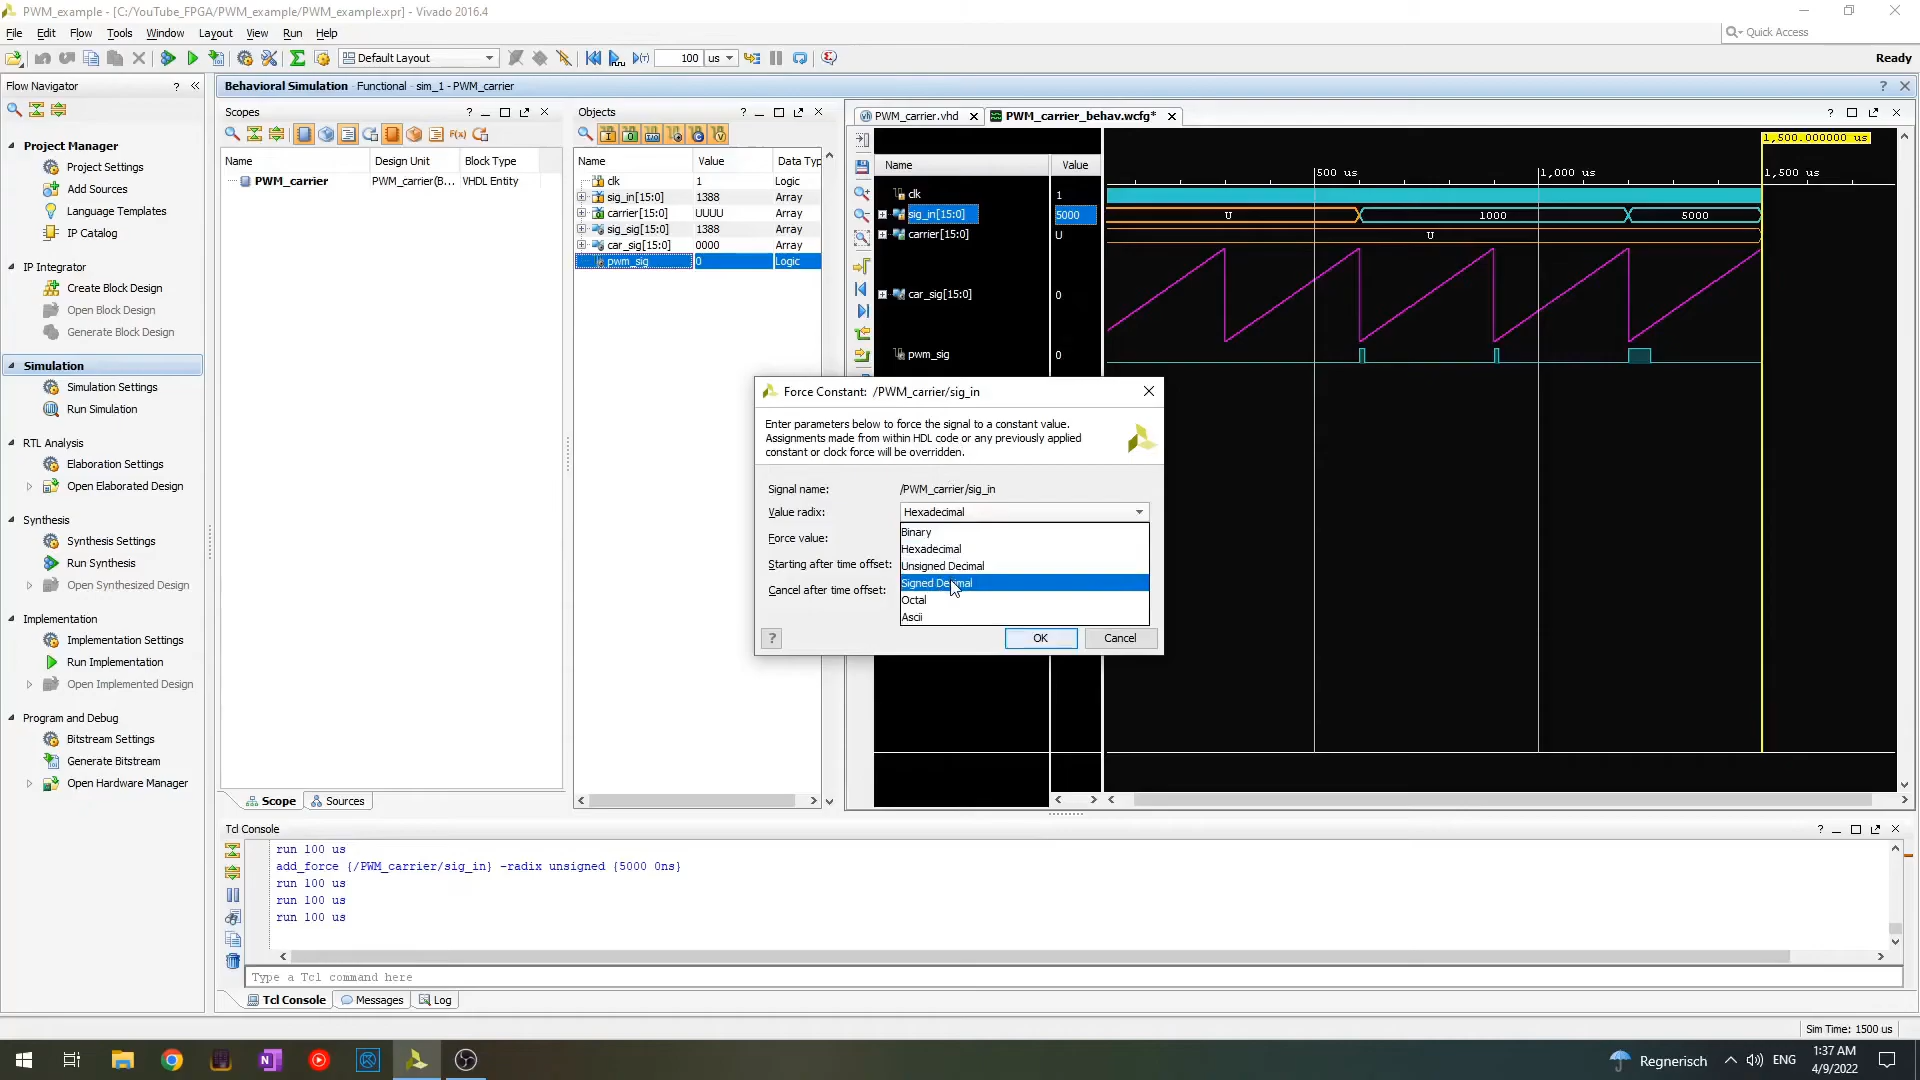 PWM_example - [C:/YouTube_FPGA/PWM_example/PWM_example.xpr] - Vivado 2016.4
File Edit Flow Tools Window Layout View Run Help
Quick Access
Default Layout 100 us Ready
Flow Navigator ? «
Behavioral Simulation - Functional - sim_1 - PWM_carrier
Project Manager
Project Settings
Add Sources
Language Templates
IP Catalog
IP Integrator
Create Block Design
Open Block Design
Generate Block Design
Simulation
Simulation Settings
Run Simulation
RTL Analysis
Elaboration Settings
Open Elaborated Design
Synthesis
Synthesis Settings
Run Synthesis
Open Synthesized Design
Implementation
Implementation Settings
Run Implementation
Open Implemented Design
Program and Debug
Bitstream Settings
Generate Bitstream
Open Hardware Manager
Scopes
Name Design Unit Block Type
PWM_carrier PWM_carrier(B... VHDL Entity
Scope Sources
Objects
Name Value Data Typ
clk 1 Logic
sig_in[15:0] 1388 Array
carrier[15:0] UUUU Array
sig_sig[15:0] 1388 Array
car_sig[15:0] 0000 Array
pwm_sig 0 Logic
PWM_carrier.vhd PWM_carrier_behav.wcfg*
1,500.000000 us
Name Value
500 us 1,000 us 1,500 us
clk 1
sig_in[15:0] 5000 U 1000 5000
carrier[15:0] U U
car_sig[15:0] 0
pwm_sig 0
Force Constant: /PWM_carrier/sig_in
Enter parameters below to force the signal to a constant value.
Assignments made from within HDL code or any previously applied
constant or clock force will be overridden.
Signal name: /PWM_carrier/sig_in
Value radix: Hexadecimal
Force value:
Starting after time offset:
Cancel after time offset:
Binary
Hexadecimal
Unsigned Decimal
Signed Decimal
Octal
Ascii
? OK Cancel
Tcl Console
run 100 us
add_force {/PWM_carrier/sig_in} -radix unsigned {5000 0ns}
run 100 us
run 100 us
run 100 us
Type a Tcl command here
Tcl Console Messages Log
Sim Time: 1500 us
Regnerisch ENG 1:37 AM
4/9/2022